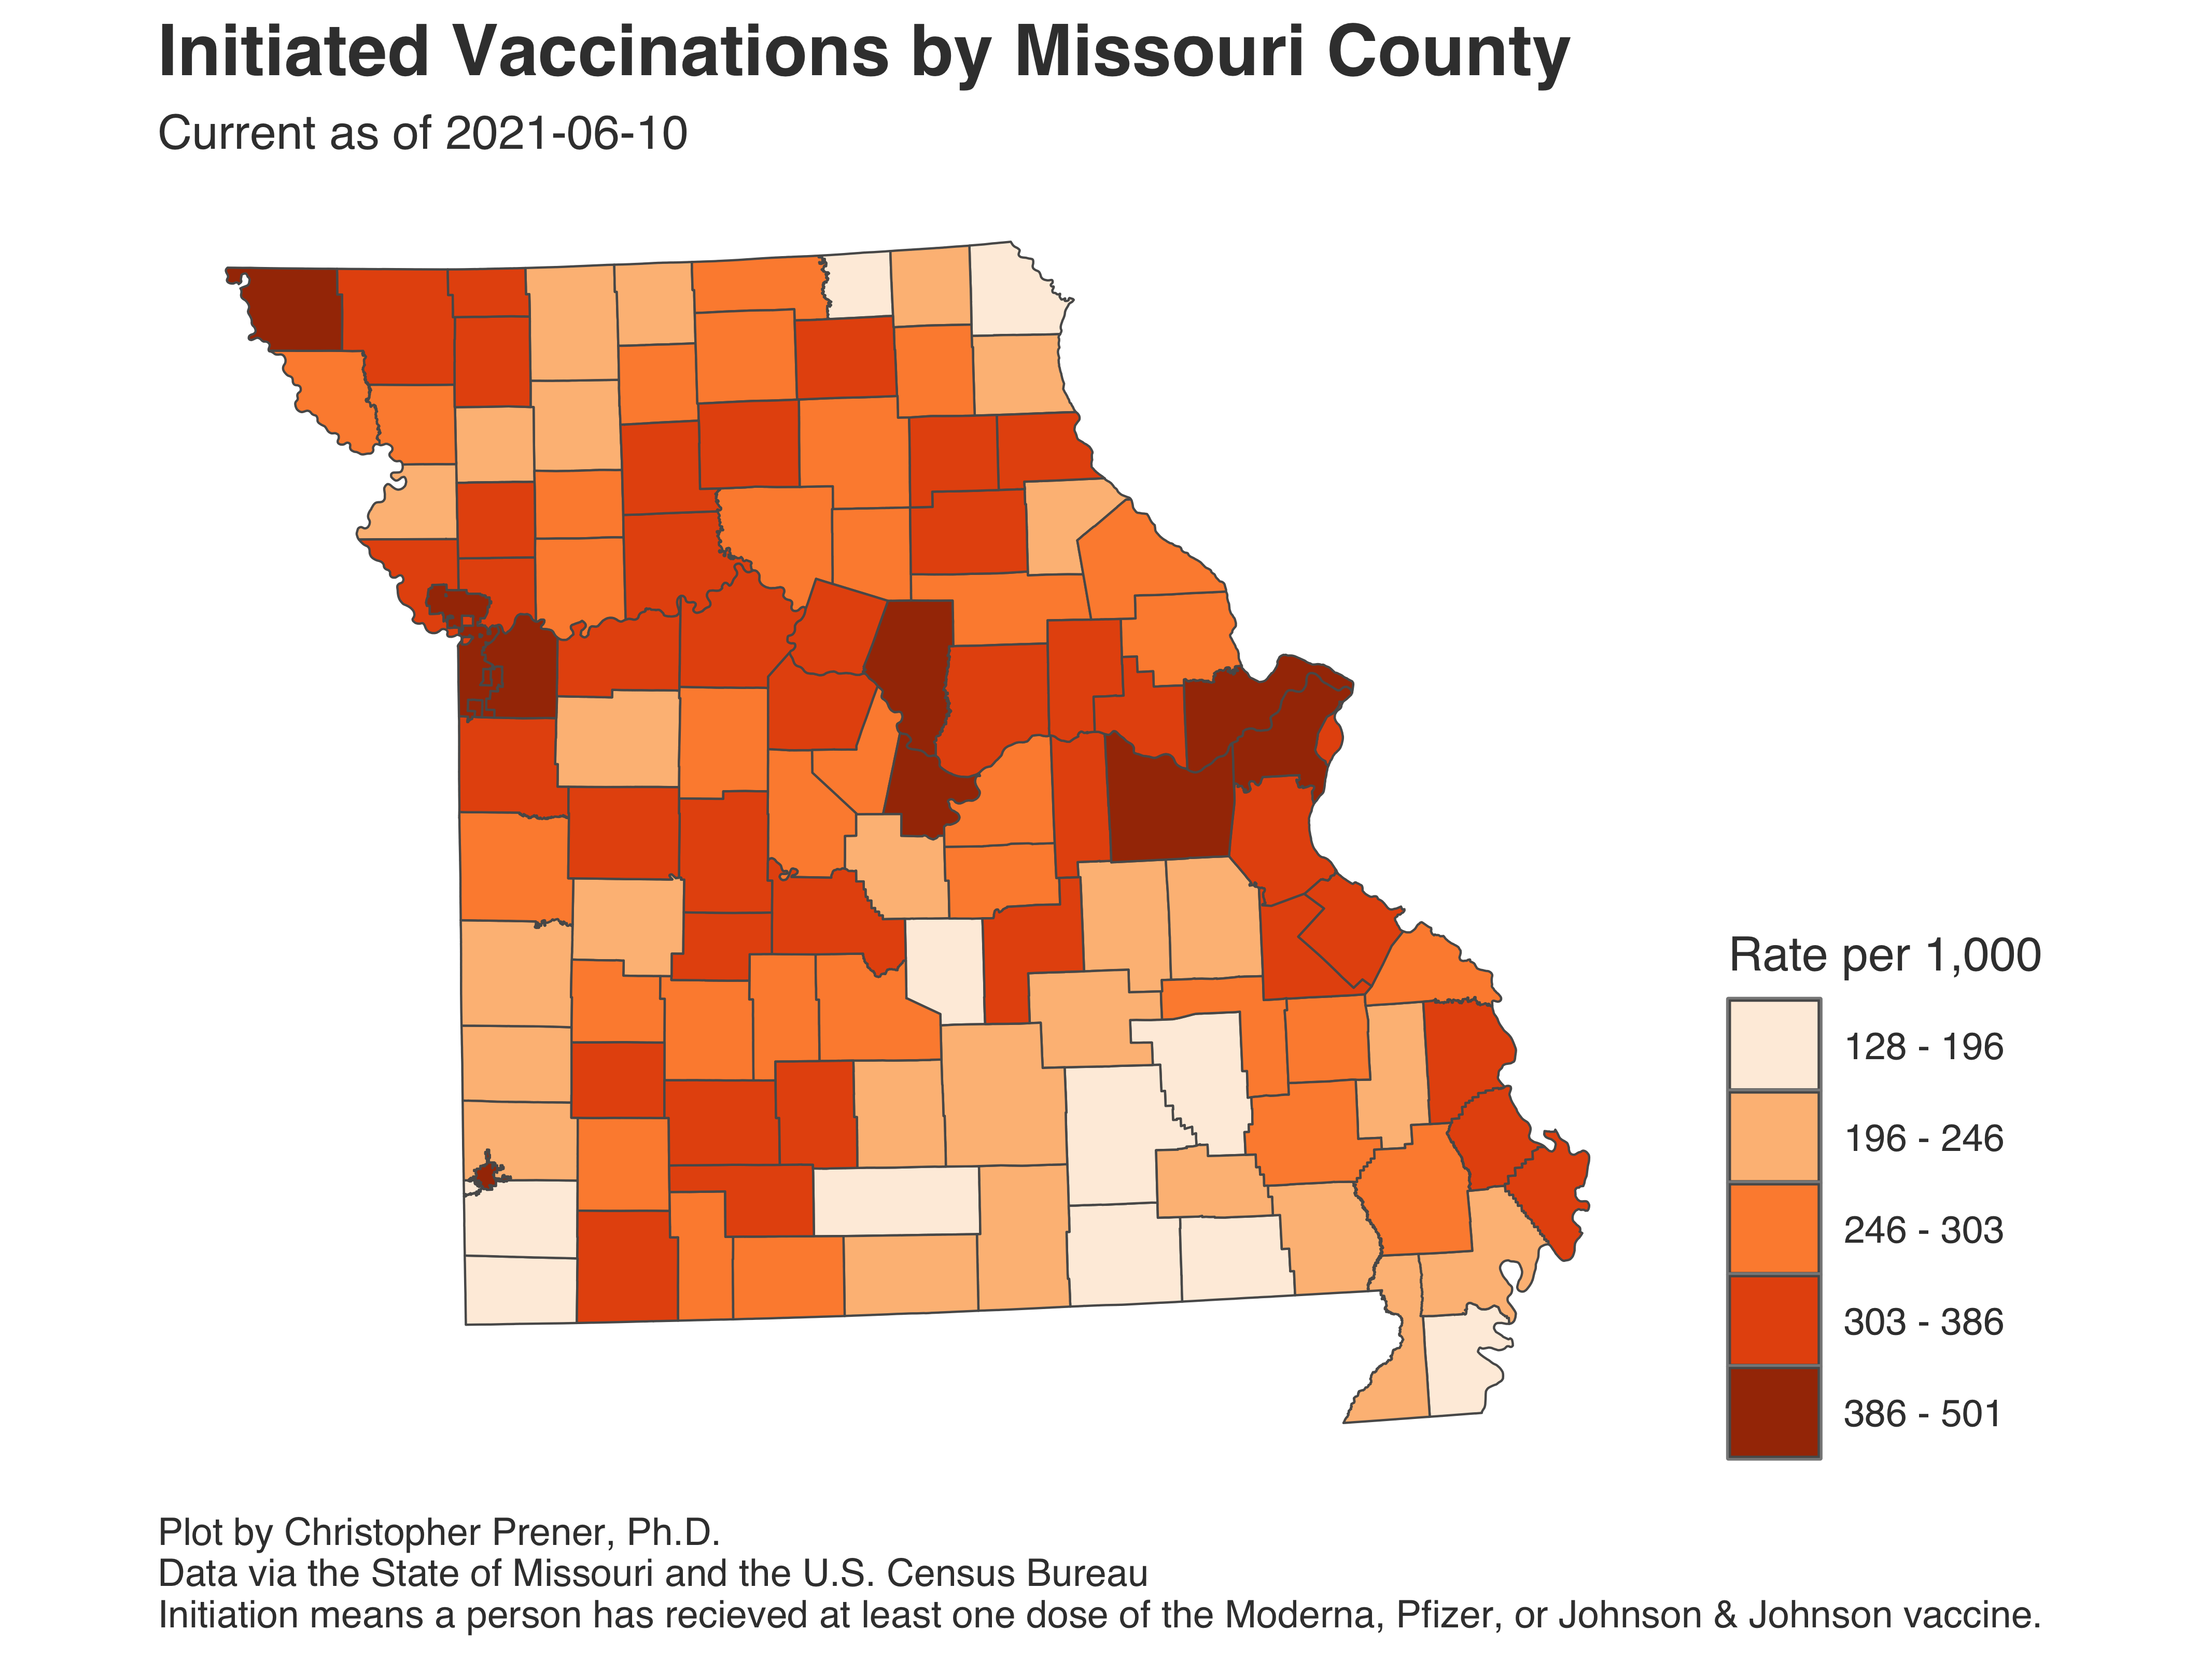 Initiated Vaccinations by Missouri County
Current as of 2021-06-10
Rate per 1,000
128 - 196
196 - 246
246 - 303
303 - 386
386 - 501
Plot by Christopher Prener, Ph.D.
Data via the State of Missouri and the U.S. Census Bureau
Initiation means a person has recieved at least one dose of the Moderna, Pfizer, or Johnson & Johnson vaccine.